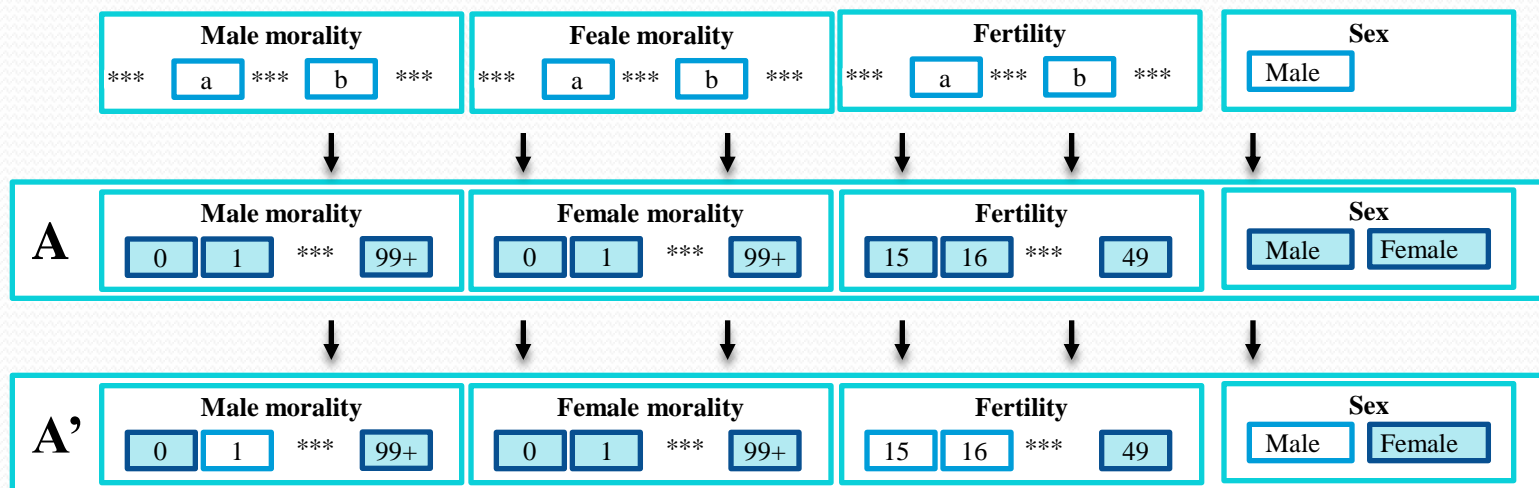 Male morality Feale morality Fertility Sex
*** a *** b *** *** a *** b *** *** a *** b *** Male
A Male morality Female morality Fertility Sex
0 1 *** 99+ 0 1 *** 99+ 15 16 *** 49 Male Female
A’ Male morality Female morality Fertility Sex
0 1 *** 99+ 0 1 *** 99+ 15 16 *** 49 Male Female